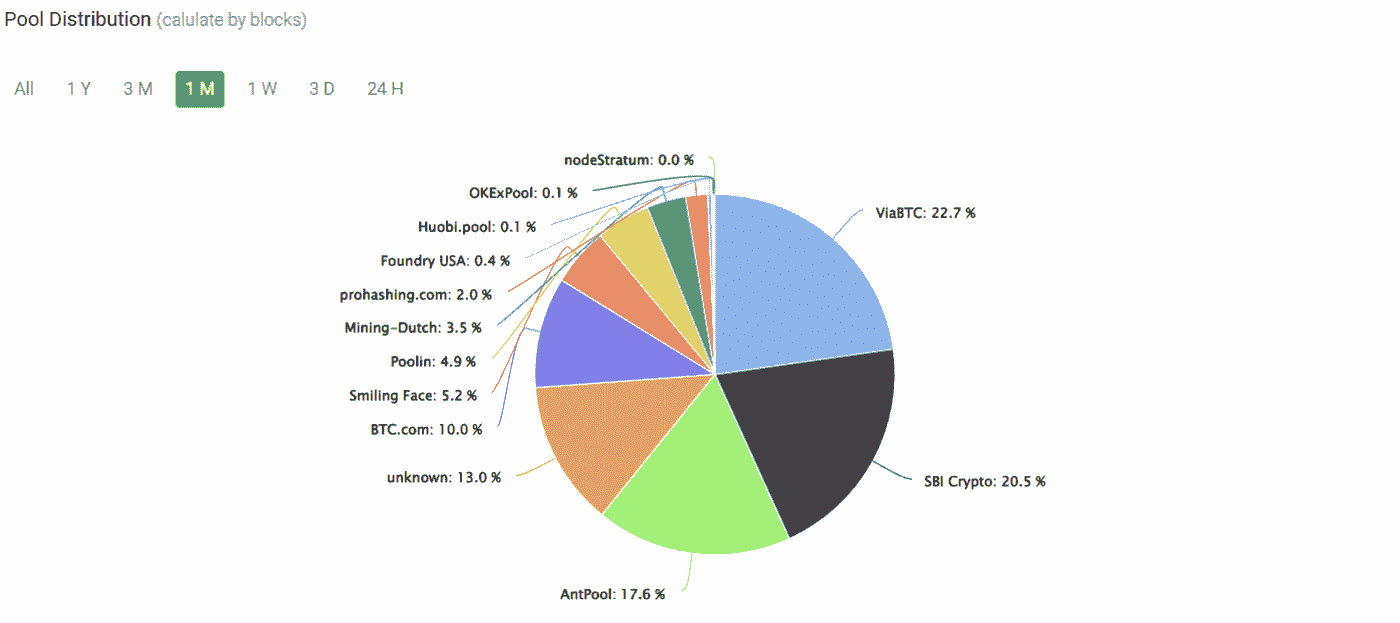 Pool Distribution (calulate by blocks)
All 1 Y 3 M 1 M 1 W 3 D 24 H
nodeStratum: 0.0 %
OKExPool: 0.1 %
Huobi.pool: 0.1 %
Foundry USA: 0.4 %
prohashing.com: 2.0 %
Mining-Dutch: 3.5 %
Poolin: 4.9 %
Smiling Face: 5.2 %
BTC.com: 10.0 %
unknown: 13.0 %
AntPool: 17.6 %
ViaBTC: 22.7 %
SBI Crypto: 20.5 %